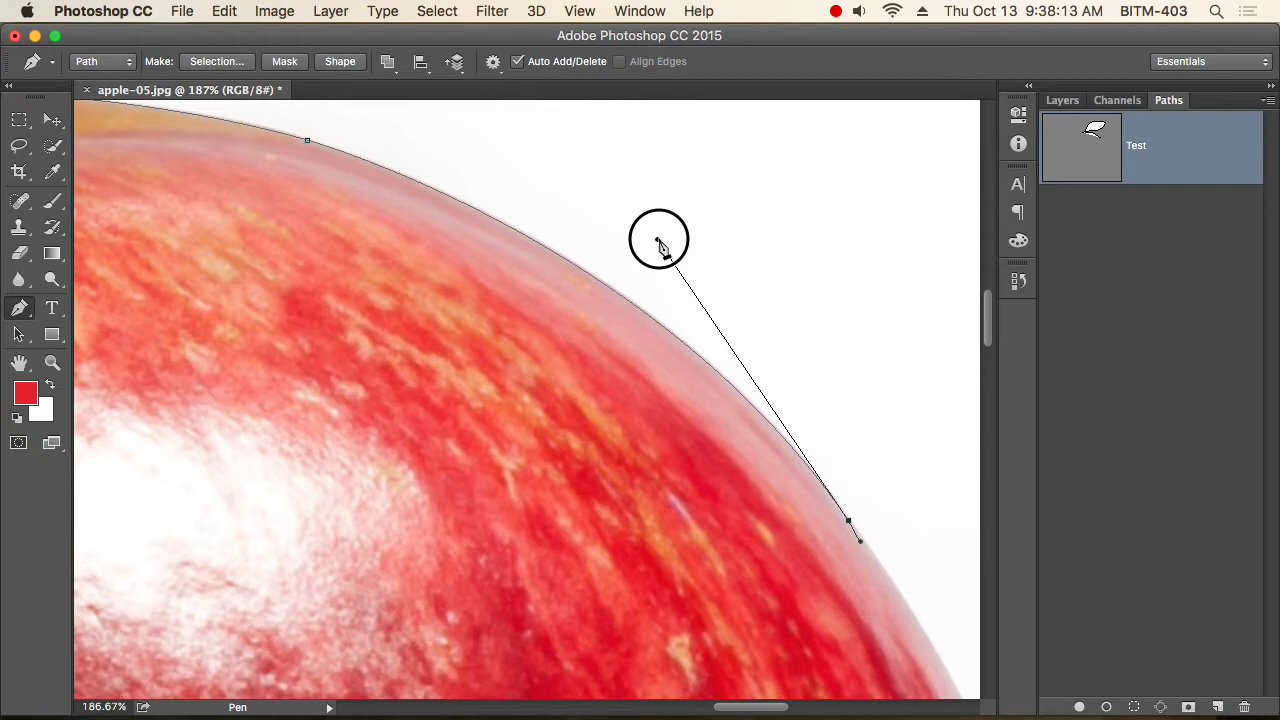 Photoshop CC File Edit Image Layer Type Select Filter 3D View Window Help Thu Oct 13 9:38:13 AM BITM-403
Adobe Photoshop CC 2015
Path Make: Selection... Mask Shape Auto Add/Delete Align Edges Essentials
apple-05.jpg @ 187% (RGB/8#) *
Layers Channels Paths
Test
186.67% Pen